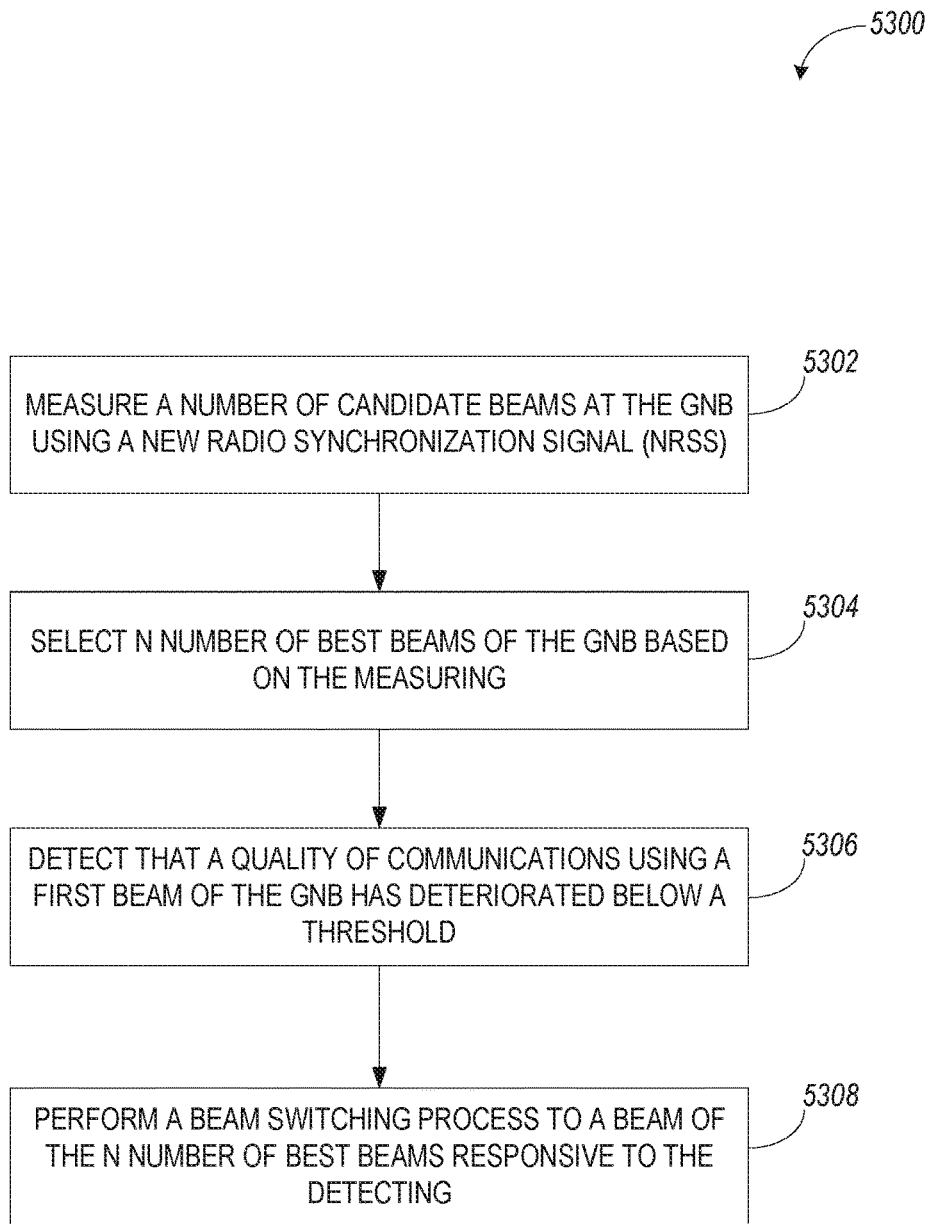 5300
5302
MEASURE A NUMBER OF CANDIDATE BEAMS AT THE GNB
USING A NEW RADIO SYNCHRONIZATION SIGNAL (NRSS)
5304
SELECT N NUMBER OF BEST BEAMS OF THE GNB BASED
ON THE MEASURING
5306
DETECT THAT A QUALITY OF COMMUNICATIONS USING A
FIRST BEAM OF THE GNB HAS DETERIORATED BELOW A
THRESHOLD
5308
PERFORM A BEAM SWITCHING PROCESS TO A BEAM OF
THE N NUMBER OF BEST BEAMS RESPONSIVE TO THE
DETECTING